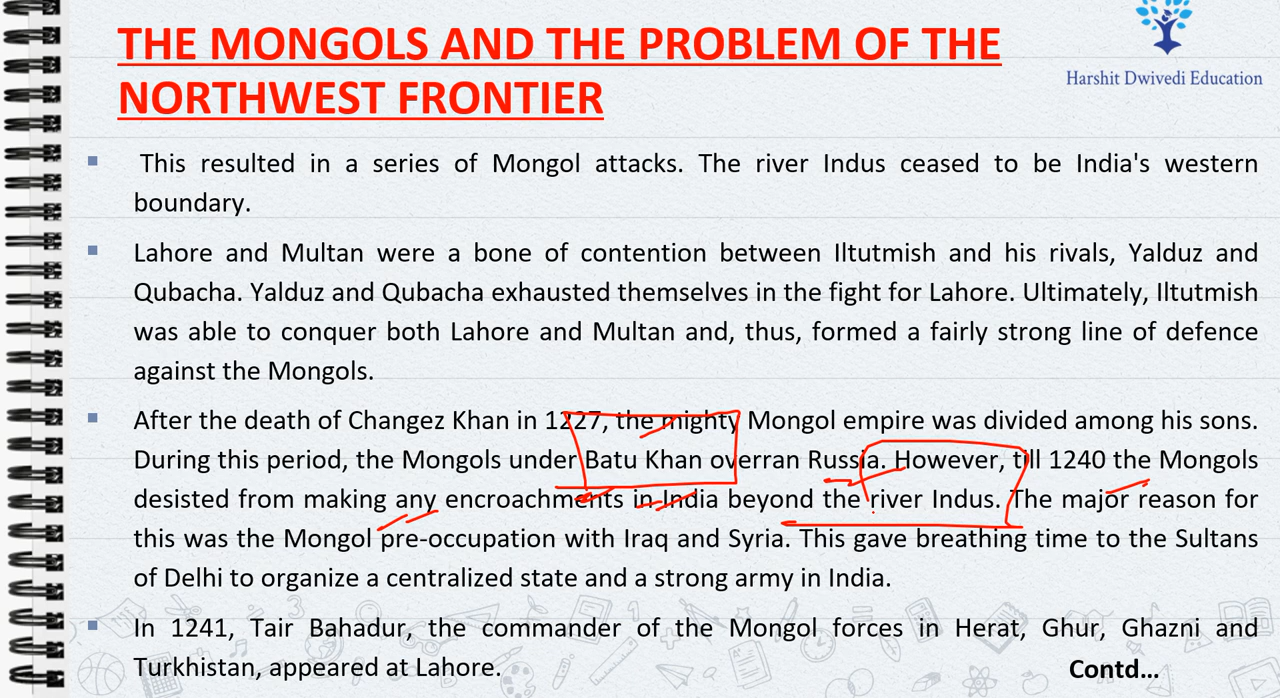 THE MONGOLS AND THE PROBLEM OF THE
NORTHWEST FRONTIER
Harshit Dwivedi Education
This resulted in a series of Mongol attacks. The river Indus ceased to be India's western
boundary.
Lahore and Multan were a bone of contention between Iltutmish and his rivals, Yalduz and
Qubacha. Yalduz and Qubacha exhausted themselves in the fight for Lahore. Ultimately, Iltutmish
was able to conquer both Lahore and Multan and, thus, formed a fairly strong line of defence
against the Mongols.
After the death of Changez Khan in 1227, the mighty Mongol empire was divided among his sons.
During this period, the Mongols under Batu Khan overran Russia. However, till 1240 the Mongols
desisted from making any encroachments in India beyond the river Indus. The major reason for
this was the Mongol pre-occupation with Iraq and Syria. This gave breathing time to the Sultans
of Delhi to organize a centralized state and a strong army in India.
In 1241, Tair Bahadur, the commander of the Mongol forces in Herat, Ghur, Ghazni and
Turkhistan, appeared at Lahore.
Contd...